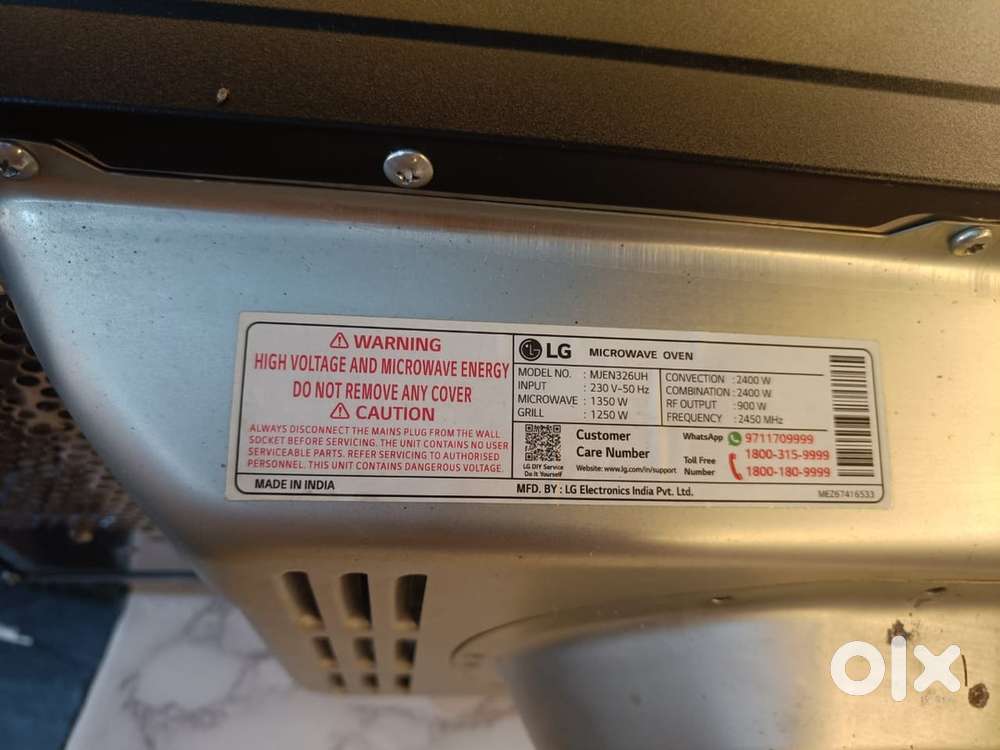 ⚠ WARNING
HIGH VOLTAGE AND MICROWAVE ENERGY
DO NOT REMOVE ANY COVER
⚠ CAUTION
ALWAYS DISCONNECT THE MAINS PLUG FROM THE WALL
SOCKET BEFORE SERVICING. THE UNIT CONTAINS NO USER
SERVICEABLE PARTS. REFER SERVICING TO AUTHORISED
PERSONNEL. THIS UNIT CONTAINS DANGEROUS VOLTAGE.
LG MICROWAVE OVEN
MODEL NO. : MJEN326UH
INPUT : 230 V~50 Hz
MICROWAVE : 1350 W
GRILL : 1250 W
CONVECTION : 2400 W
COMBINATION : 2400 W
RF OUTPUT : 900 W
FREQUENCY : 2450 MHz
LG DIY Service
Do it Yourself
Customer
Care Number
Website: www.lg.com/in/support
WhatsApp 9711709999
Toll Free
Number
1800-315-9999
1800-180-9999
MADE IN INDIA
MFD. BY : LG Electronics India Pvt. Ltd.
MEZ67416533
olx